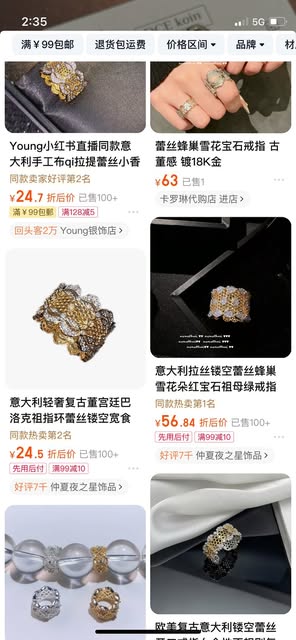 2:35
5G
满￥99包邮
退货包运费
价格区间
品牌
材
Young小红书直播同款意
大利手工布qi拉提蕾丝小香
同款卖家好评第2名
￥24.7 折后价 已售100+
满￥99包邮 满128减5
回头客2万 Young银饰店>
蕾丝蜂巢雪花宝石戒指 古
董感 镀18K金
￥63 已售1
卡罗琳代购店 进店>
意大利轻奢复古董宫廷巴
洛克祖指环蕾丝镂空宽食
同款热卖第2名
￥24.5 折后价 已售100+
先用后付 满99减10
好评7千 仲夏夜之星饰品>
意大利拉丝镂空蕾丝蜂巢
雪花朵红宝石祖母绿戒指
同款热卖第1名
￥56.84 折后价 已售100+
先用后付 满99减10
好评7千 仲夏夜之星饰品>
欧美复古意大利镂空蕾丝